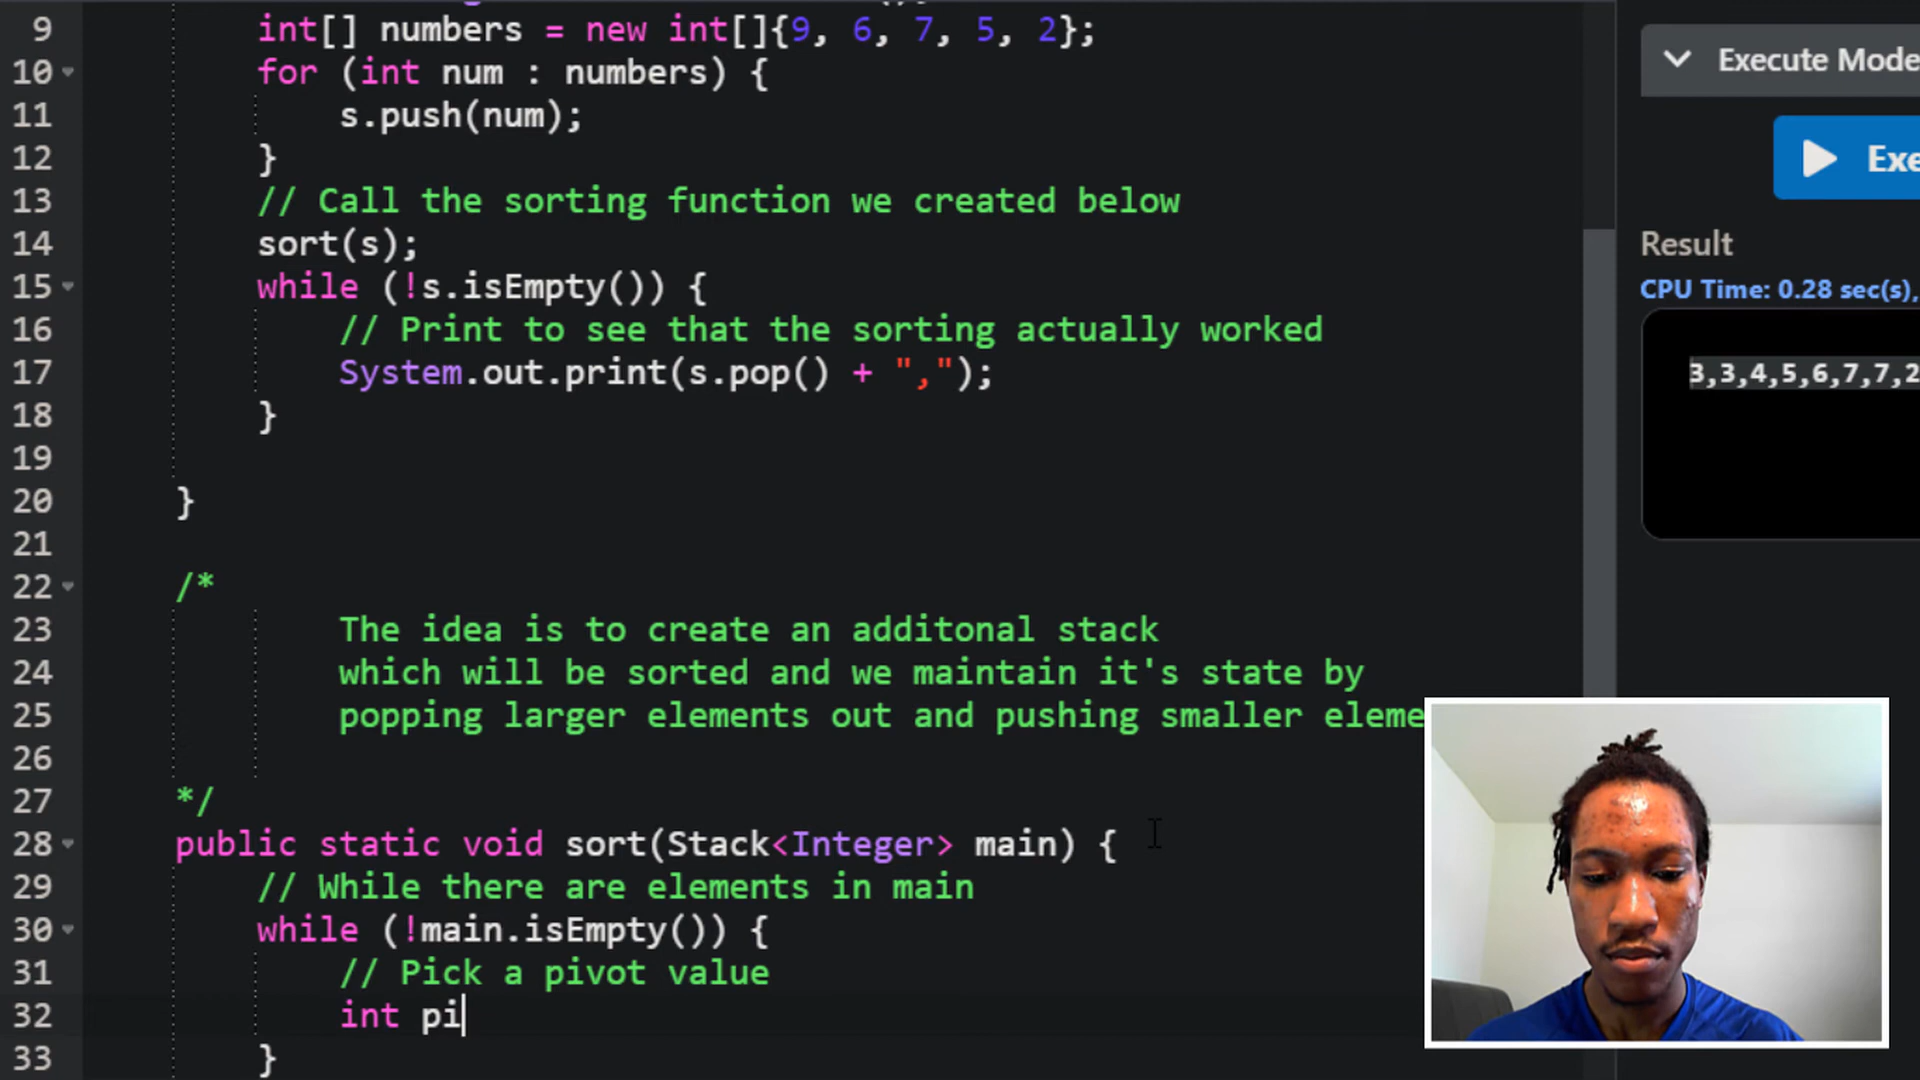 9 int[] numbers = new int[]{9, 6, 7, 5, 2};
10 for (int num : numbers) {
11 s.push(num);
12 }
13 // Call the sorting function we created below
14 sort(s);
15 while (!s.isEmpty()) {
16 // Print to see that the sorting actually worked
17 System.out.print(s.pop() + ",");
18 }
19
20 }
21
22 /*
23 The idea is to create an additonal stack
24 which will be sorted and we maintain it's state by
25 popping larger elements out and pushing smaller eleme
26
27 */
28 public static void sort(Stack<Integer> main) {
29 // While there are elements in main
30 while (!main.isEmpty()) {
31 // Pick a pivot value
32 int pi
33 }
Execute Mode
Exe
Result
CPU Time: 0.28 sec(s),
3,3,4,5,6,7,7,2